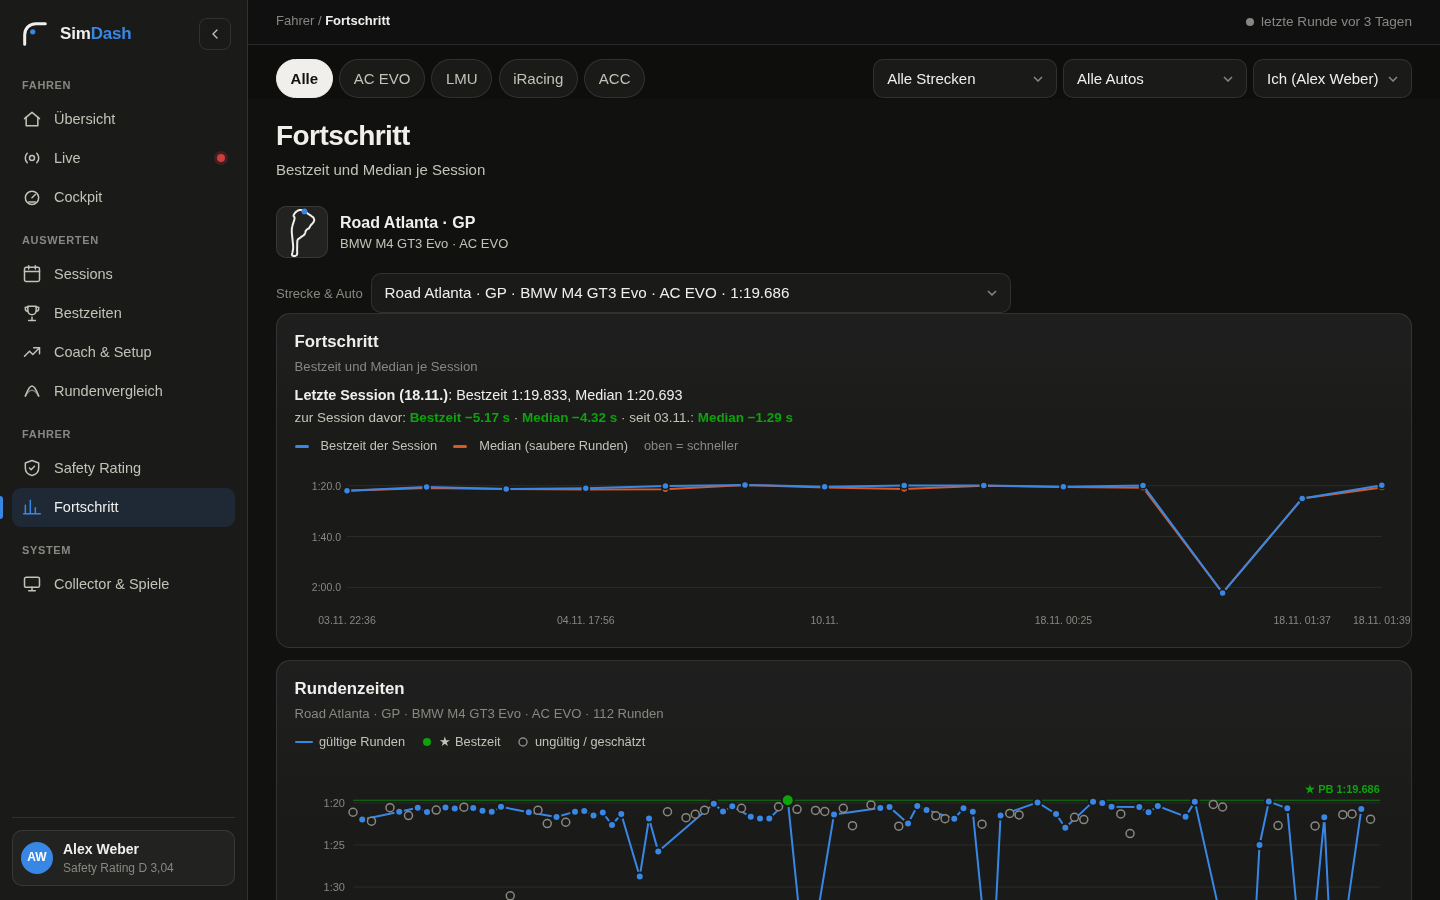 SimDash
FAHREN
Übersicht
Live
Cockpit
AUSWERTEN
Sessions
Bestzeiten
Coach & Setup
Rundenvergleich
FAHRER
Safety Rating
Fortschritt
SYSTEM
Collector & Spiele
AW
Alex Weber
Safety Rating D 3,04
Fahrer / Fortschritt
letzte Runde vor 3 Tagen
Alle AC EVO LMU iRacing ACC
Alle Strecken Alle Autos Ich (Alex Weber)
Fortschritt
Bestzeit und Median je Session
Road Atlanta · GP
BMW M4 GT3 Evo · AC EVO
Strecke & Auto Road Atlanta · GP · BMW M4 GT3 Evo · AC EVO · 1:19.686
Fortschritt
Bestzeit und Median je Session
Letzte Session (18.11.): Bestzeit 1:19.833, Median 1:20.693
zur Session davor: Bestzeit −5.17 s · Median −4.32 s · seit 03.11.: Median −1.29 s
Bestzeit der Session Median (saubere Runden) oben = schneller
1:20.0
1:40.0
2:00.0
03.11. 22:36 04.11. 17:56 10.11. 18.11. 00:25 18.11. 01:37 18.11. 01:39
Rundenzeiten
Road Atlanta · GP · BMW M4 GT3 Evo · AC EVO · 112 Runden
gültige Runden ★ Bestzeit ungültig / geschätzt
★ PB 1:19.686
1:20
1:25
1:30